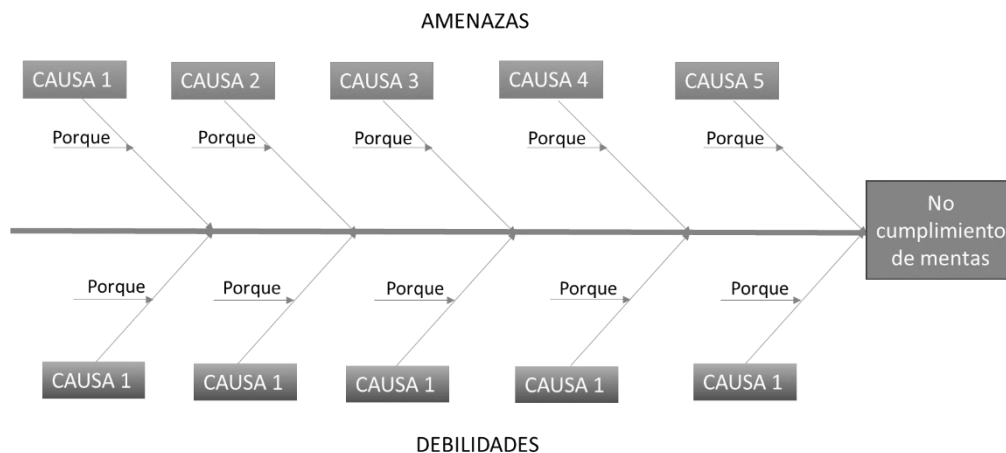 AMENAZAS
CAUSA 1
CAUSA 2
CAUSA 3
CAUSA 4
CAUSA 5
Porque
Porque
Porque
Porque
Porque
No
cumplimiento
de mentas
Porque
Porque
Porque
Porque
Porque
CAUSA 1
CAUSA 1
CAUSA 1
CAUSA 1
CAUSA 1
DEBILIDADES